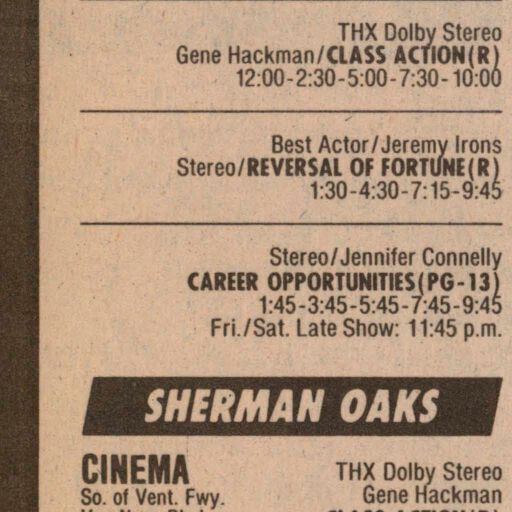 THX Dolby Stereo
Gene Hackman/CLASS ACTION(R)
12:00-2:30-5:00-7:30-10:00
Best Actor/Jeremy Irons
Stereo/REVERSAL OF FORTUNE(R)
1:30-4:30-7:15-9:45
Stereo/Jennifer Connelly
CAREER OPPORTUNITIES(PG-13)
1:45-3:45-5:45-7:45-9:45
Fri./Sat. Late Show: 11:45 p.m.
SHERMAN OAKS
CINEMA THX Dolby Stereo
So. of Vent. Fwy. Gene Hackman
CLASS ACTION(R)